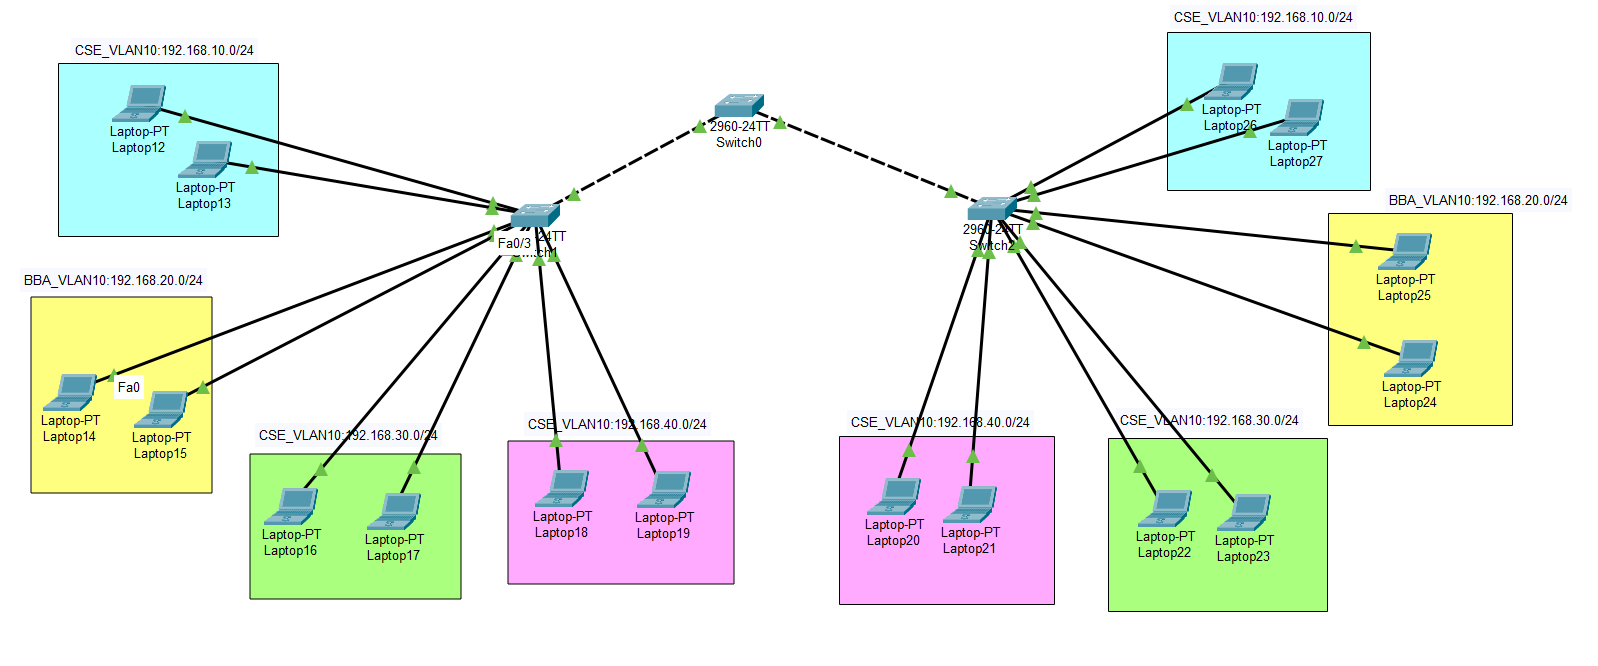 CSE_VLAN10:192.168.10.0/24
Laptop-PT
Laptop12
Laptop-PT
Laptop13
BBA_VLAN10:192.168.20.0/24
Laptop-PT
Laptop14
Fa0
Laptop-PT
Laptop15
CSE_VLAN10:192.168.30.0/24
Laptop-PT
Laptop16
Laptop-PT
Laptop17
CSE_VLAN10:192.168.40.0/24
Laptop-PT
Laptop18
Laptop-PT
Laptop19
-24TT
Fa0/3
2960-24TT
Switch0
2960-24TT
Switch2
CSE_VLAN10:192.168.10.0/24
Laptop-PT
Laptop26
Laptop-PT
Laptop27
BBA_VLAN10:192.168.20.0/24
Laptop-PT
Laptop25
Laptop-PT
Laptop24
CSE_VLAN10:192.168.40.0/24
Laptop-PT
Laptop20
Laptop-PT
Laptop21
CSE_VLAN10:192.168.30.0/24
Laptop-PT
Laptop22
Laptop-PT
Laptop23